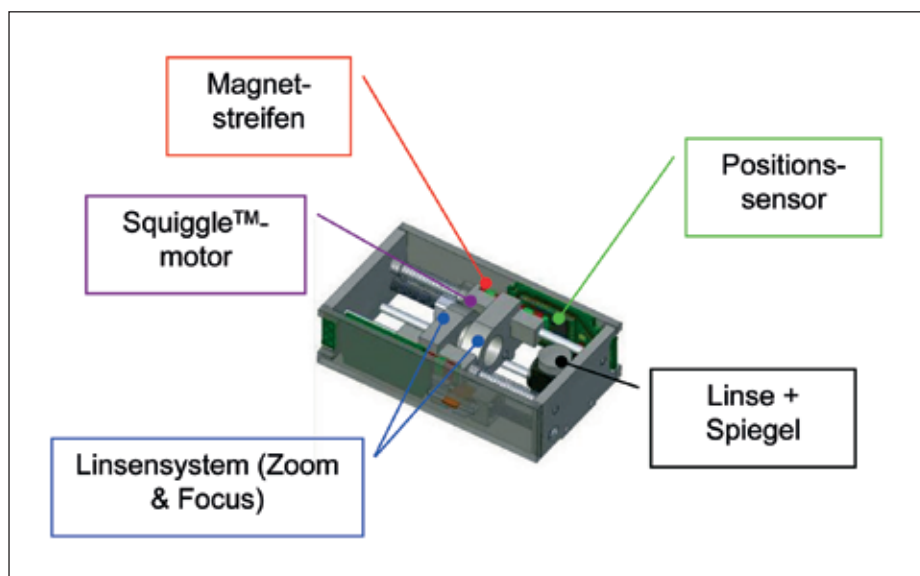 Magnet-
streifen
Positions-
sensor
Squiggle™-
motor
Linse +
Spiegel
Linsensystem (Zoom
& Focus)